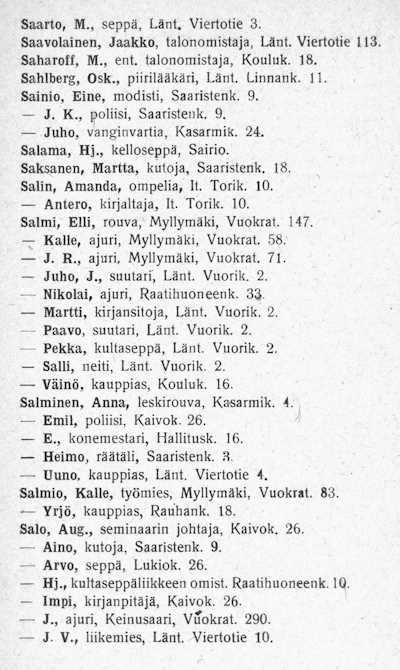 Saarto, M., seppä, Länt. Viertotie 3.
Saavolainen, Jaakko, talonomistaja, Länt. Viertotie 113.
Saharoff, M., ent. talonomistaja, Kouluk. 18.
Sahlberg, Osk., piirilääkäri, Länt. Linnank. 11.
Sainio, Eine, modisti, Saaristenk. 9.
— J. K., poliisi, Saaristenk. 9.
— Juho, vanginvartia, Kasarmik. 24.
Salama, Hj., kelloseppä, Sairio.
Saksanen, Martta, kutoja, Saaristenk. 18.
Salin, Amanda, ompelia, It. Torik. 10.
— Antero, kirjaltaja, It. Torik. 10.
Salmi, Elli, rouva, Myllymäki, Vuokrat. 147.
— Kalle, ajuri, Myllymäki, Vuokrat. 58.
— J. R., ajuri, Myllymäki, Vuokrat. 71.
— Juho, J., suutari, Länt. Vuorik. 2.
— Nikolai, ajuri, Raatihuoneenk. 33.
— Martti, kirjansitoja, Länt. Vuorik. 2.
— Paavo, suutari, Länt. Vuorik. 2.
— Pekka, kultaseppä, Länt. Vuorik. 2.
— Salli, neiti, Länt. Vuorik. 2.
— Väinö, kauppias, Kouluk. 16.
Salminen, Anna, leskirouva, Kasarmik. 4.
— Emil, poliisi, Kaivok. 26.
— E., konemestari, Hallitusk. 16.
— Heimo, räätäli, Saaristenk. 3.
— Uuno, kauppias, Länt. Viertotie 4.
Salmio, Kalle, työmies, Myllymäki, Vuokrat. 83.
— Yrjö, kauppias, Rauhank. 18.
Salo, Aug., seminaarin johtaja, Kaivok. 26.
— Aino, kutoja, Saaristenk. 9.
— Arvo, seppä, Lukiok. 26.
— Hj., kultaseppäliikkeen omist. Raatihuoneenk. 10.
— Impi, kirjanpitäjä, Kaivok. 26.
— J., ajuri, Keinusaari, Vuokrat. 290.
— J. V., liikemies, Länt. Viertotie 10.